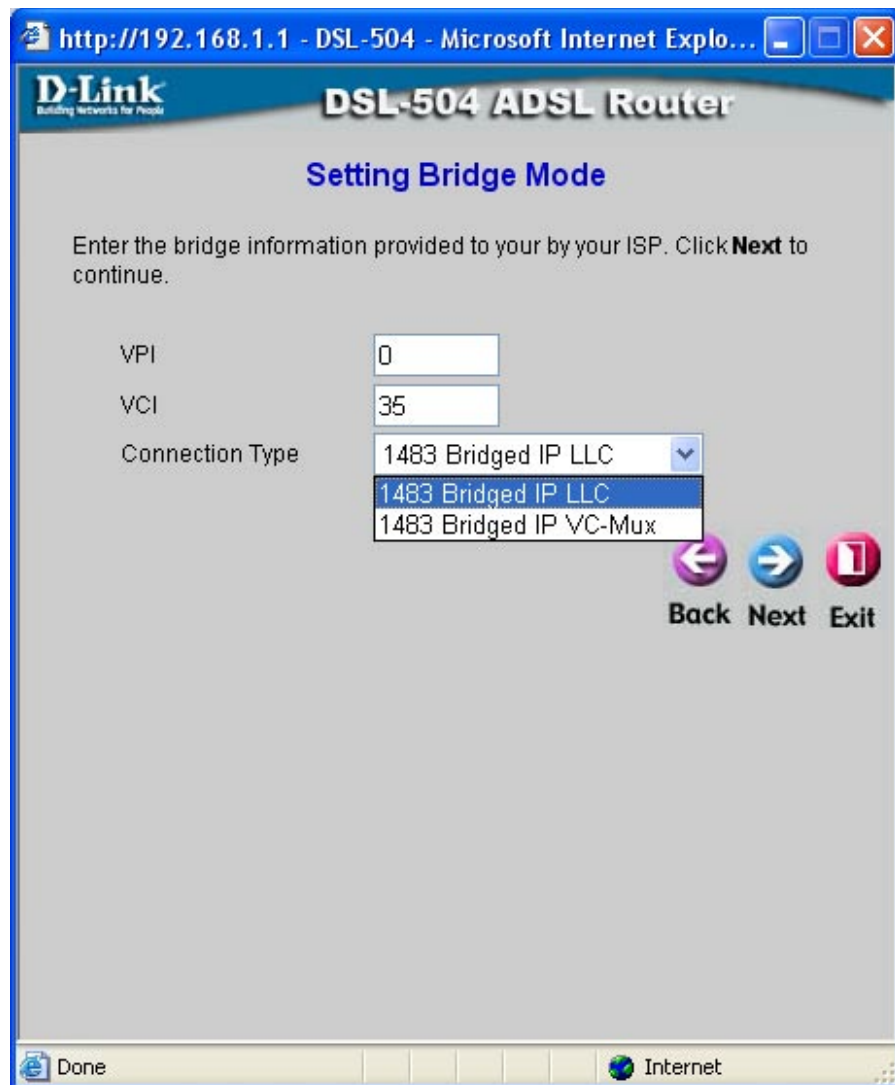 http://192.168.1.1 - DSL-504 - Microsoft Internet Explo...
D-Link
Building Networks for People
DSL-504 ADSL Router
Setting Bridge Mode
Enter the bridge information provided to your by your ISP. Click Next to
continue.
VPI 0
VCI 35
Connection Type 1483 Bridged IP LLC
1483 Bridged IP LLC
1483 Bridged IP VC-Mux
Back Next Exit
Done Internet